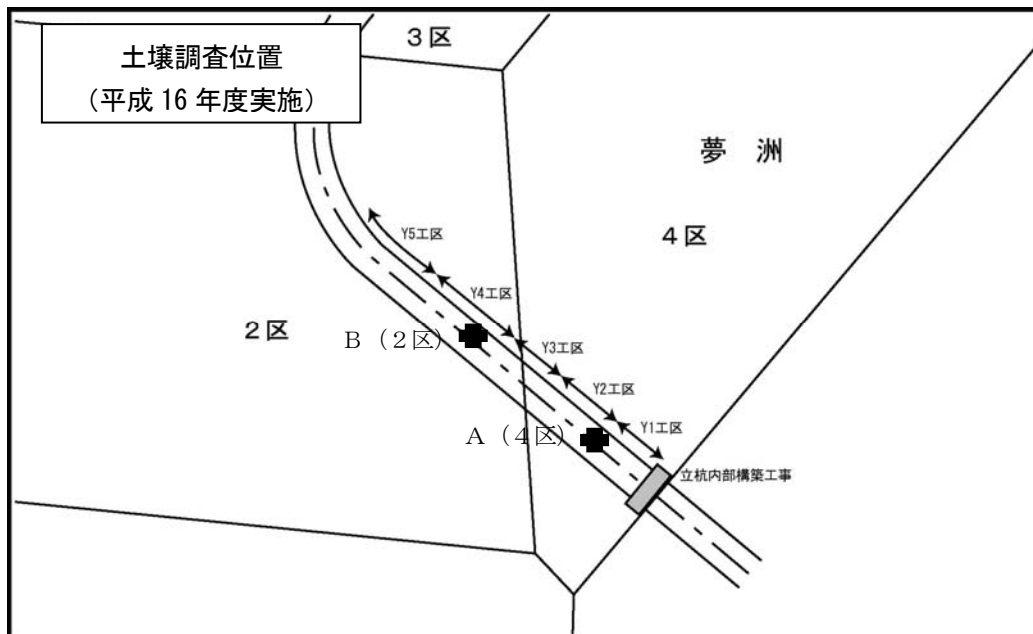 土壌調査位置
（平成 16 年度実施）
３区
夢 洲
４区
Y5工区
Y4工区
２区
B （２区）
Y3工区
Y2工区
A （４区）
Y1工区
立杭内部構築工事